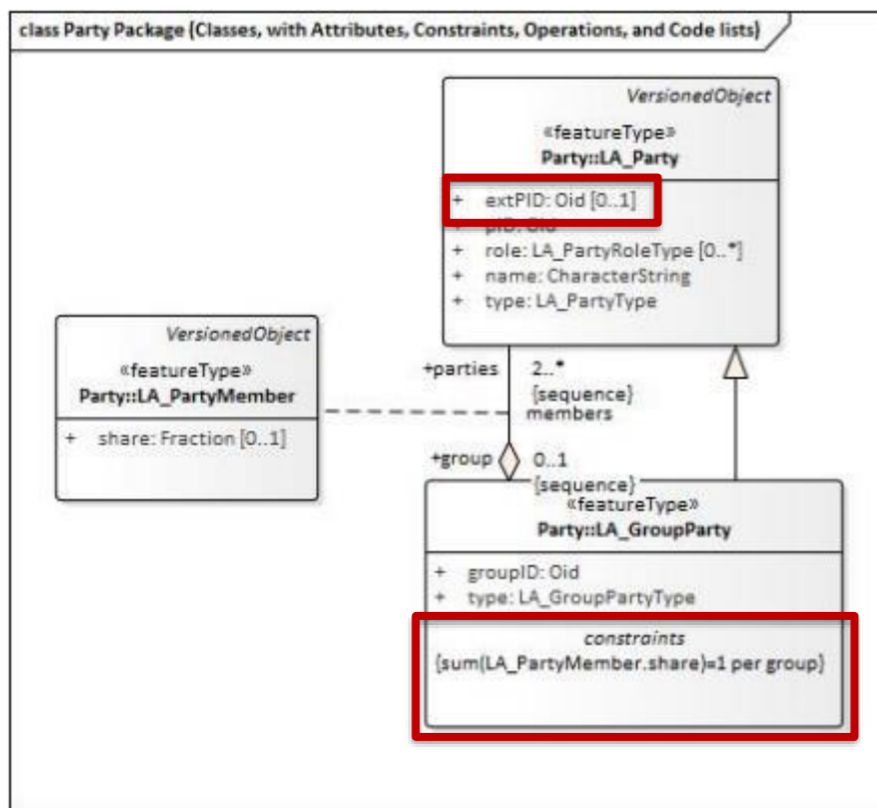 class Party Package (Classes, with Attributes, Constraints, Operations, and Code lists)
VersionedObject
«featureType»
Party::LA_Party
+ extPID: Oid [0..1]
+ pID: Oid
+ role: LA_PartyRoleType [0..*]
+ name: CharacterString
+ type: LA_PartyType
VersionedObject
«featureType»
Party::LA_PartyMember
+ share: Fraction [0..1]
+parties 2..*
{sequence}
members
+group 0..1
{sequence}
«featureType»
Party::LA_GroupParty
+ groupID: Oid
+ type: LA_GroupPartyType
constraints
{sum(LA_PartyMember.share)=1 per group}